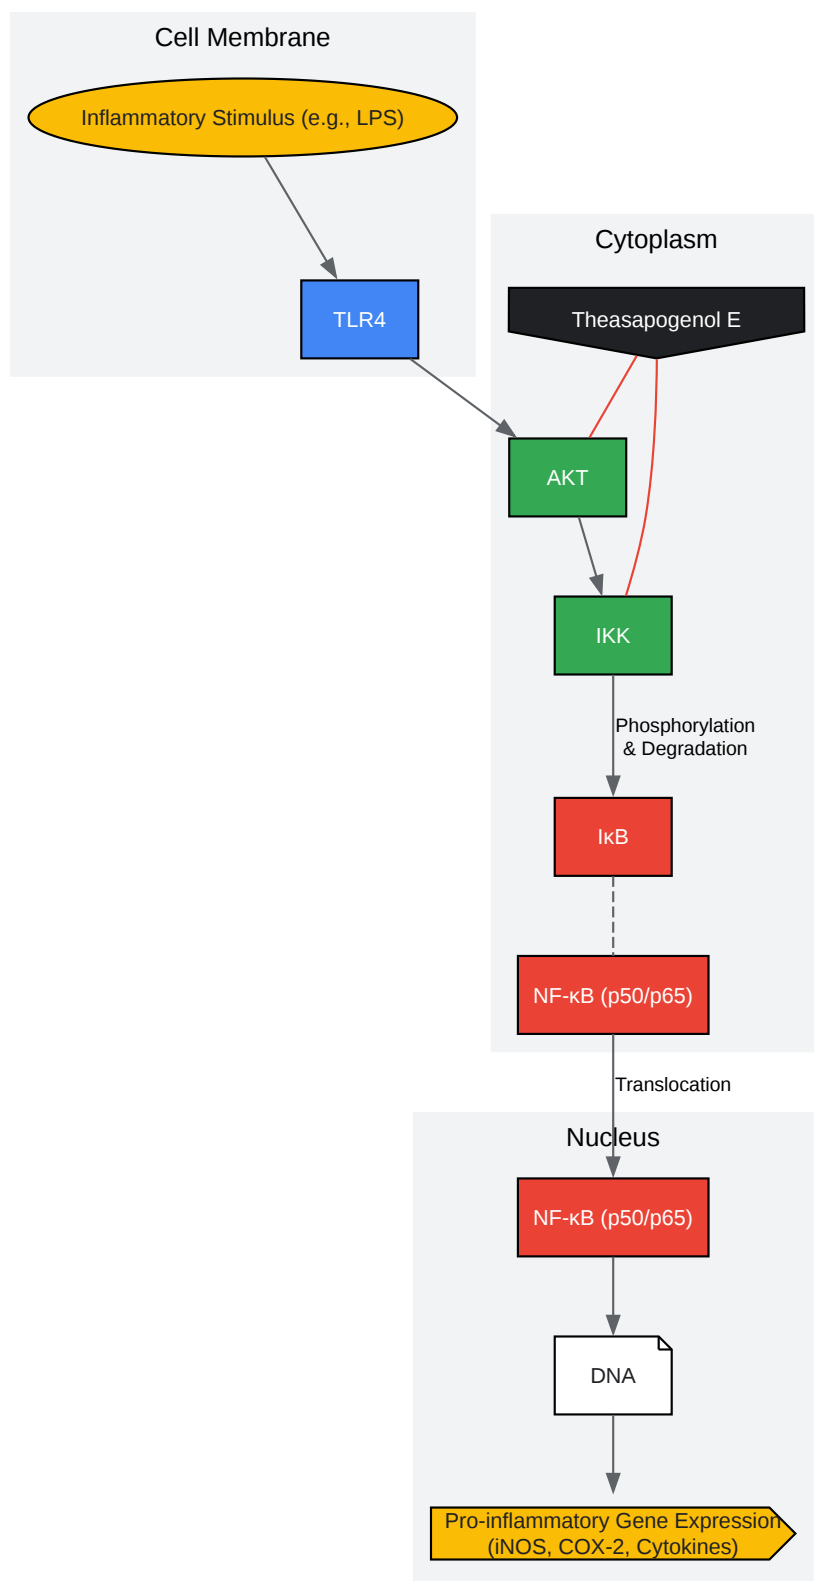 Cell Membrane
Inflammatory Stimulus (e.g., LPS)
TLR4
Cytoplasm
Theasapogenol E
AKT
IKK
Phosphorylation
& Degradation
IκB
NF-κB (p50/p65)
Translocation
Nucleus
NF-κB (p50/p65)
DNA
Pro-inflammatory Gene Expression
(iNOS, COX-2, Cytokines)